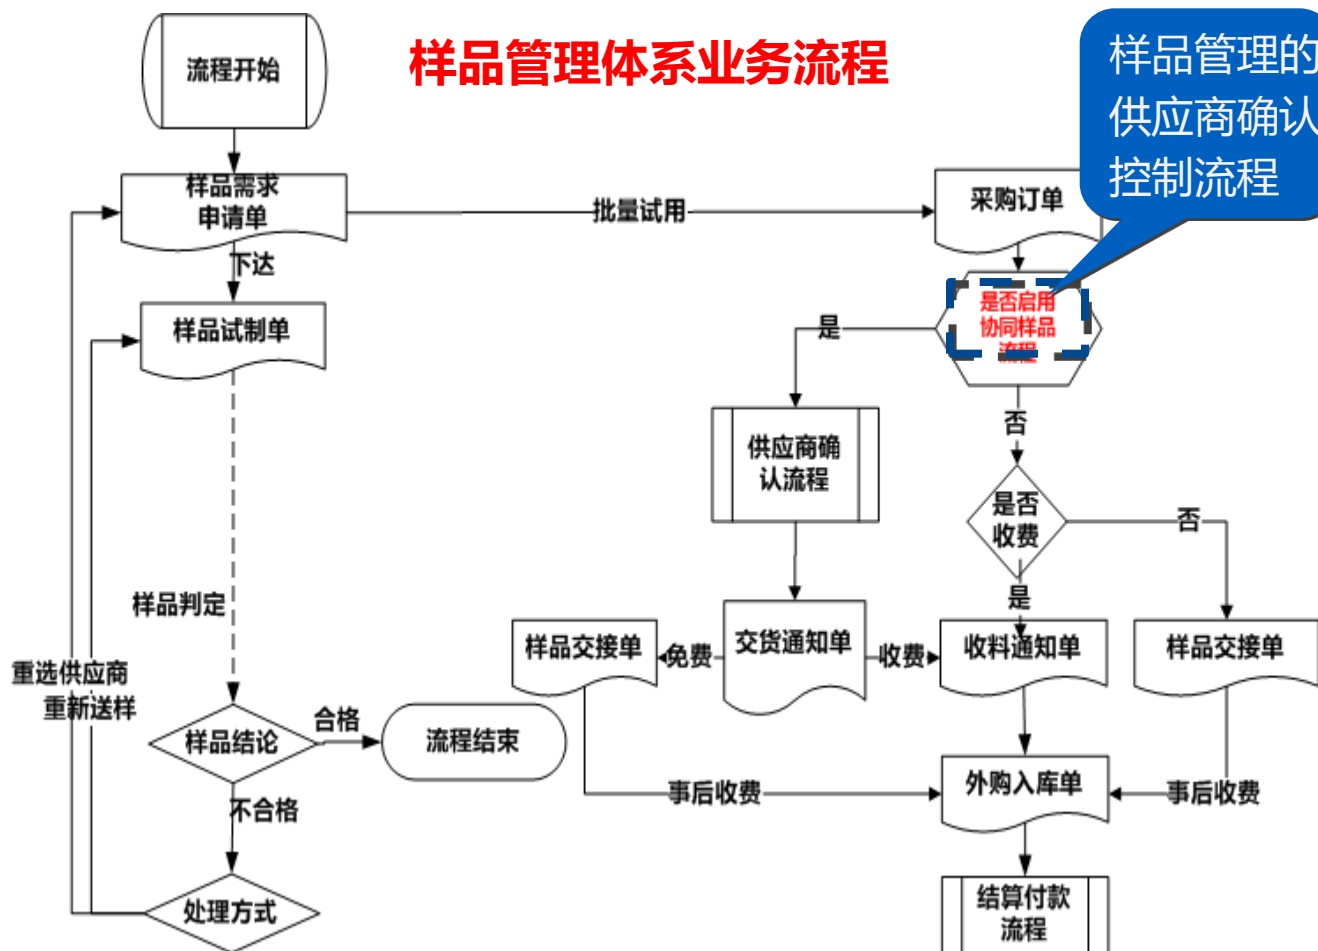 样品管理体系业务流程
样品管理的
供应商确认
控制流程
流程开始
样品需求
申请单
批量试用
采购订单
下达
样品试制单
是否启用
协同样品
流程
是
否
供应商确
认流程
是否
收费
否
是
样品判定
样品交接单
免费
交货通知单
收费
收料通知单
样品交接单
重选供应商
重新送样
样品结论
合格
流程结束
不合格
事后收费
外购入库单
事后收费
处理方式
结算付款
流程